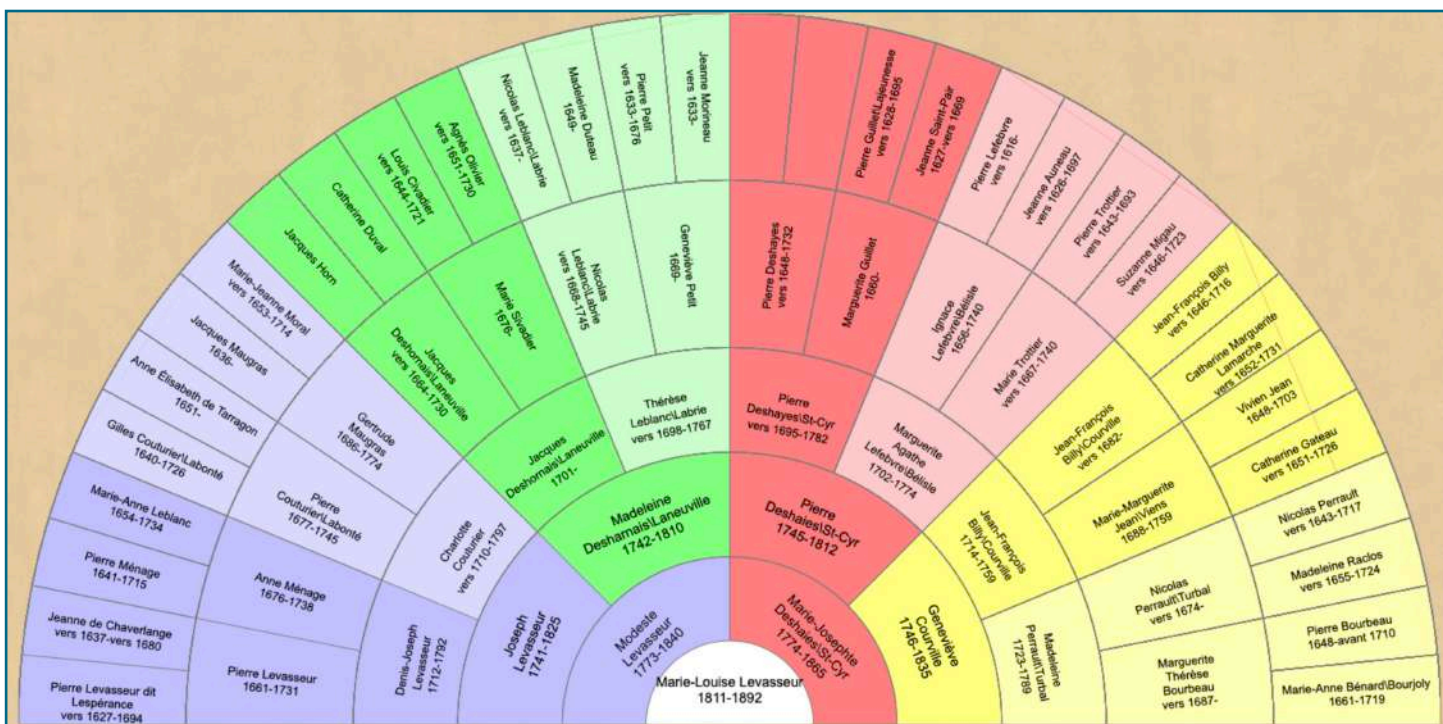 Jeanne Morineau
vers 1633-
Pierre Petit
vers 1633-1676
Madeleine Duteau
1649-
Nicolas Leblanc\Labrie
vers 1637-
Agnès Olivier
vers 1651-1730
Louis Civadier
vers 1644-1721
Catherine Duval
Jacques Horn
Marie-Jeanne Moral
vers 1653-1714
Jacques Maugras
1636-
Anne Élisabeth de Tarragon
1651-
Gilles Couturier\Labonté
1640-1726
Marie-Anne Leblanc
1654-1734
Pierre Ménage
1641-1715
Jeanne de Chaverlange
vers 1637-vers 1680
Pierre Levasseur dit
Lespérance
vers 1627-1694
Pierre Guillet\Lajeunesse
vers 1628-1695
Jeanne Saint-Pair
1627-vers 1669
Pierre Lefebvre
vers 1616-
Jeanne Auneau
vers 1626-1697
Pierre Trottier
vers 1643-1693
Suzanne Migau
vers 1646-1723
Jean-François Billy
vers 1646-1716
Catherine Marguerite
Lamarche
vers 1652-1731
Vivien Jean
1648-1703
Catherine Gateau
vers 1651-1726
Nicolas Perrault
vers 1643-1717
Madeleine Raclos
vers 1655-1724
Pierre Bourbeau
1648-avant 1710
Marie-Anne Bénard\Bourjoly
1661-1719
Geneviève Petit
1669-
Nicolas
Leblanc\Labrie
vers 1668-1745
Marie Sivadier
1676-
Jacques
Deshornais\Laneuville
vers 1664-1730
Gertrude
Maugras
1686-1774
Pierre
Couturier\Labonté
1677-1745
Anne Ménage
1676-1738
Pierre Levasseur
1661-1731
Pierre Deshayes
vers 1648-1732
Marguerite Guillet
1660-
Ignace
Lefebvre\Bélisle
1656-1740
Marie Trottier
vers 1667-1740
Jean-François
Billy\Courville
vers 1682-
Marie-Marguerite
Jean\Viens
1688-1759
Nicolas
Perrault\Turbal
vers 1674-
Marguerite
Thérèse
Bourbeau
vers 1687-
Thérèse
Leblanc\Labrie
vers 1698-1767
Jacques
Deshornais\Laneuville
1701-
Charlotte
Couturier
vers 1710-1797
Denis-Joseph
Levasseur
1712-1792
Pierre
Deshayes\St-Cyr
vers 1695-1782
Marguerite
Agathe
Lefebvre\Bélisle
1702-1774
Jean-François
Billy\Courville
1714-1759
Madeleine
Perrault\Turbal
1723-1789
Madeleine
Desharnais\Laneuville
1742-1810
Joseph
Levasseur
1741-1825
Pierre
Deshaies\St-Cyr
1745-1812
Geneviève
Courville
1746-1835
Modeste
Levasseur
1773-1840
Marie-Josephte
Deshaies\St-Cyr
1774-1865
Marie-Louise Levasseur
1811-1892